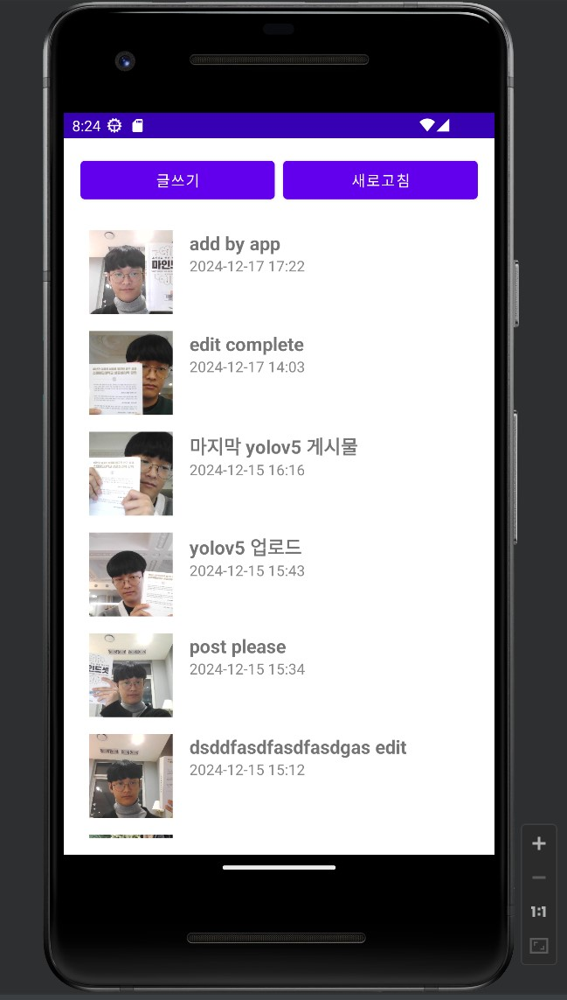 8:24
글쓰기
새로고침
add by app
2024-12-17 17:22
edit complete
2024-12-17 14:03
마지막 yolov5 게시물
2024-12-15 16:16
yolov5 업로드
2024-12-15 15:43
post please
2024-12-15 15:34
dsddfasdfasdfasdgas edit
2024-12-15 15:12
1:1